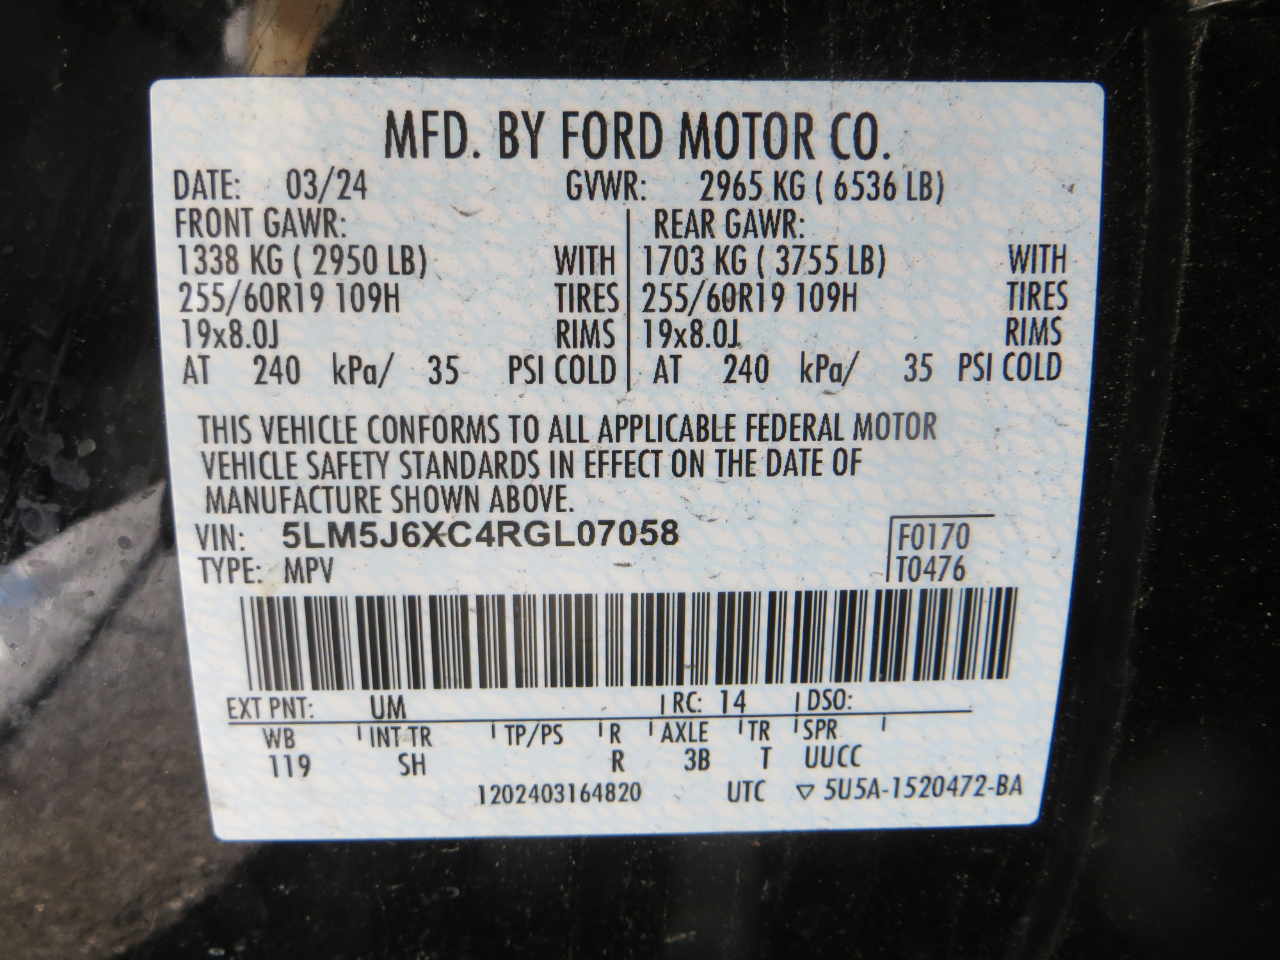 MFD. BY FORD MOTOR CO.
DATE: 03/24 GVWR: 2965 KG ( 6536 LB)
FRONT GAWR: REAR GAWR:
1338 KG ( 2950 LB) WITH 1703 KG ( 3755 LB) WITH
255/60R19 109H TIRES 255/60R19 109H TIRES
19x8.0J RIMS 19x8.0J RIMS
AT 240 kPa/ 35 PSI COLD AT 240 kPa/ 35 PSI COLD
THIS VEHICLE CONFORMS TO ALL APPLICABLE FEDERAL MOTOR
VEHICLE SAFETY STANDARDS IN EFFECT ON THE DATE OF
MANUFACTURE SHOWN ABOVE.
VIN: 5LM5J6XC4RGL07058 F0170
TYPE: MPV T0476
EXT PNT: UM RC: 14 DSO:
WB INT TR TP/PS R AXLE TR SPR
119 SH R 3B T UUCC
1202403164820 UTC ▽ 5U5A-1520472-BA